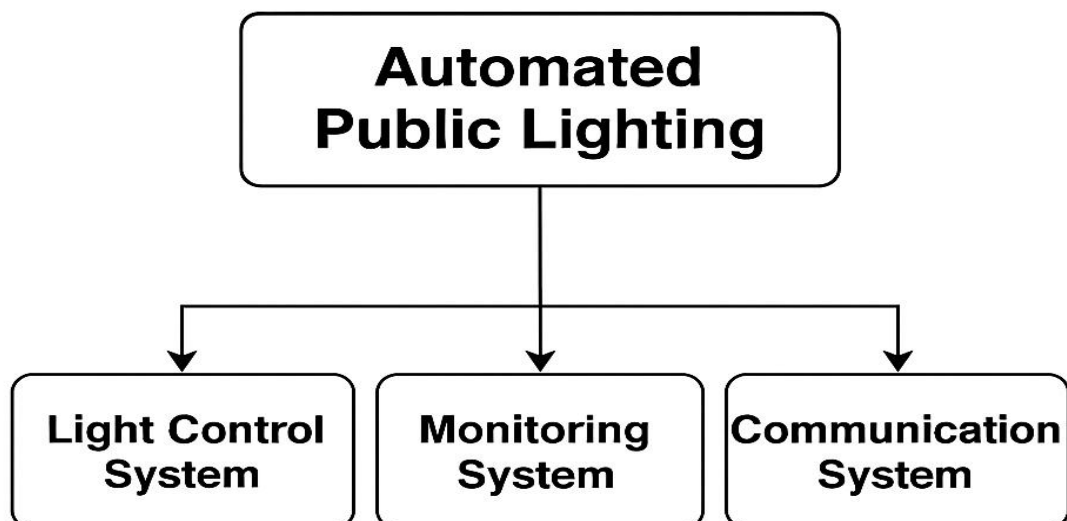 Automated
Public Lighting
Light Control
System
Monitoring
System
Communication
System